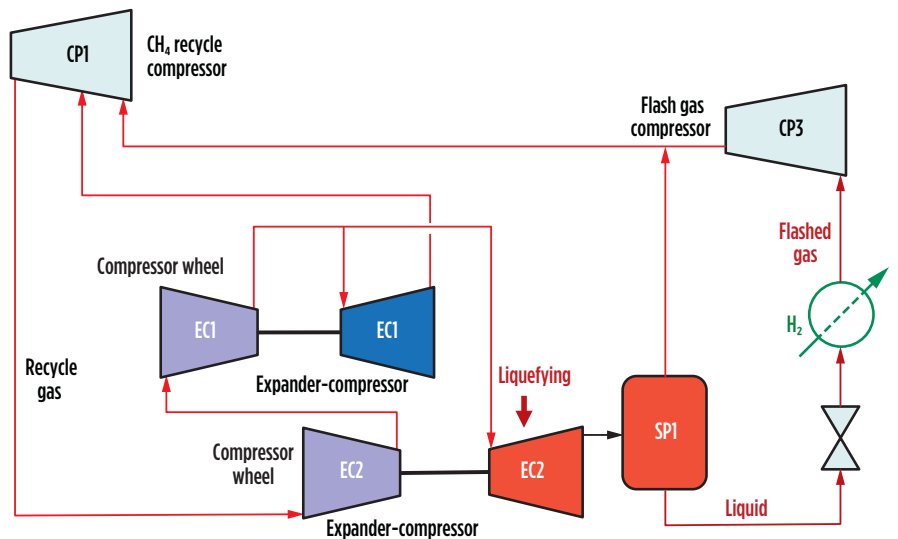 CP1
CH₄ recycle
compressor
Flash gas
compressor
CP3
Flashed
gas
H₂
Compressor wheel
EC1
EC1
Expander-compressor
Recycle
gas
Liquefying
Compressor
wheel
EC2
EC2
SP1
Expander-compressor
Liquid